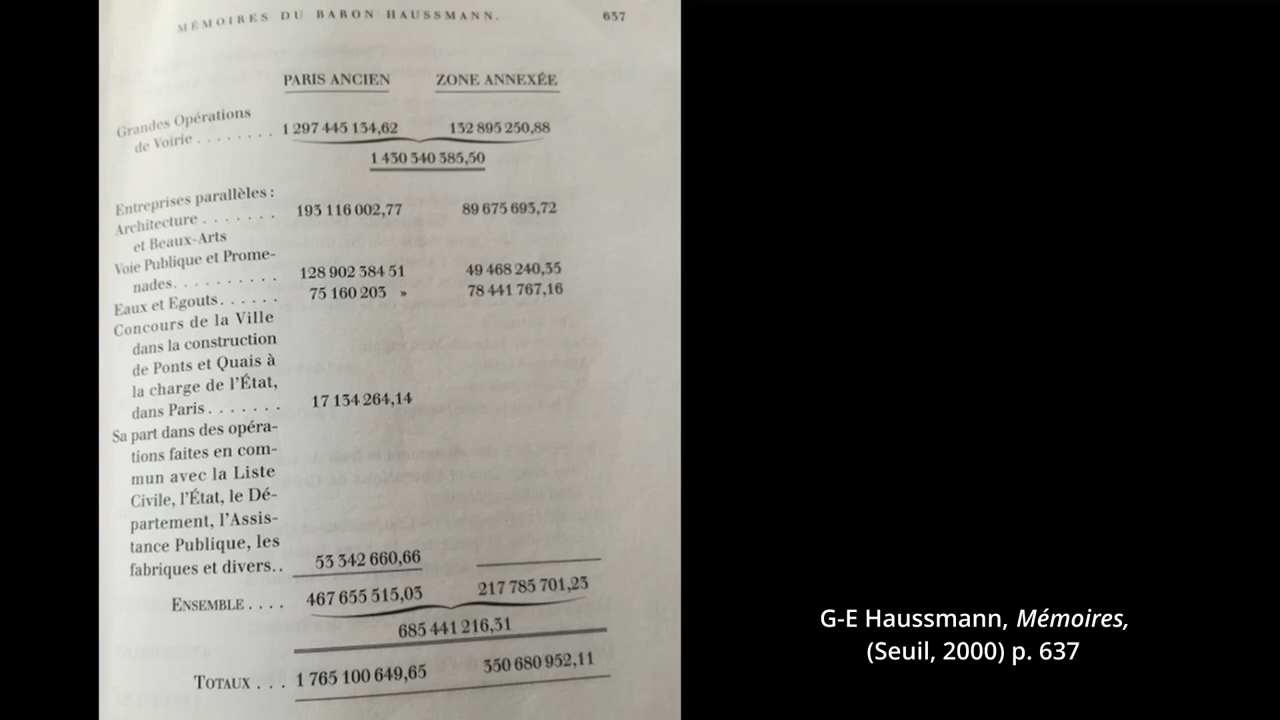 MÉMOIRES DU BARON HAUSSMANN. 637
PARIS ANCIEN ZONE ANNEXÉE
Grandes Opérations
de Voirie ........ 1 297 445 134,62 132 895 250,88
1 430 340 385,50
Entreprises parallèles :
Architecture ....... 193 116 002,77 89 675 693,72
et Beaux-Arts
Voie Publique et Prome-
nades.......... 128 902 384 51 49 468 240,35
Eaux et Egouts...... 75 160 203 » 78 441 767,16
Concours de la Ville
dans la construction
de Ponts et Quais à
la charge de l'État,
dans Paris....... 17 134 264,14
Sa part dans des opéra-
tions faites en com-
mun avec la Liste
Civile, l'État, le Dé-
partement, l'Assis-
tance Publique, les
fabriques et divers.. 53 342 660,66
ENSEMBLE .... 467 655 515,03 217 785 701,23
685 441 216,31
TOTAUX ... 1 765 100 649,65 350 680 952,11
G-E Haussmann, Mémoires,
(Seuil, 2000) p. 637